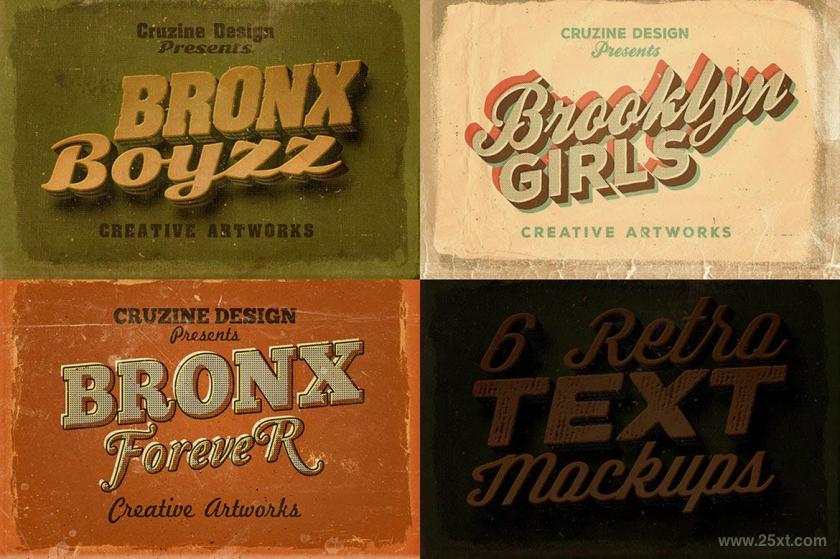 Cruzine Design
Presents
BRONX
Boyzz
CREATIVE ARTWORKS
CRUZINE DESIGN
Presents
Brooklyn
GIRLS
CREATIVE ARTWORKS
CRUZINE DESIGN
Presents
BRONX
ForeveR
Creative Artworks
6 Retro
TEXT
Mockups
www.25xt.com